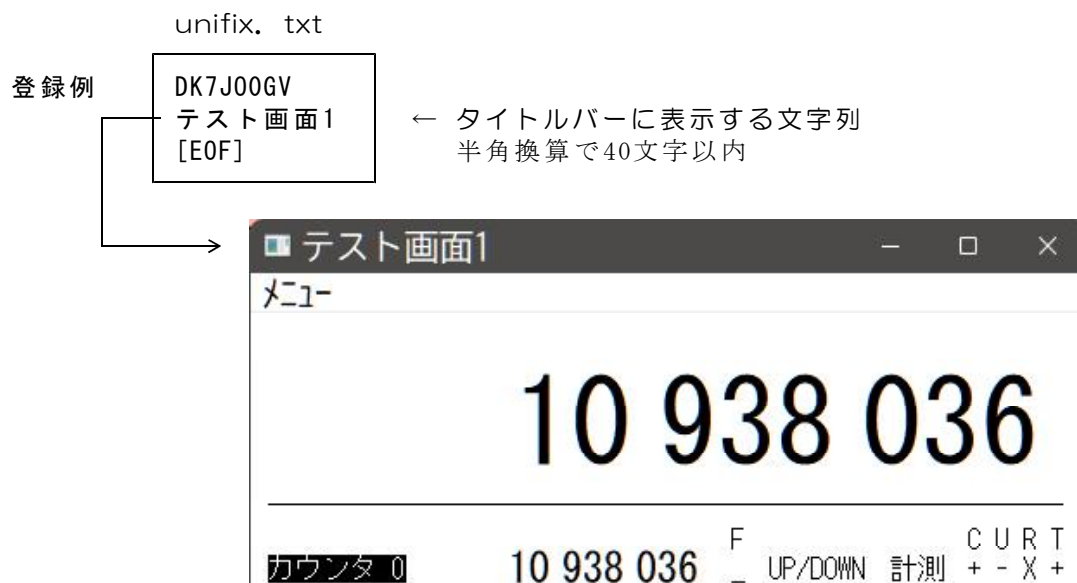 unifix. txt
登録例
DK7J00GV
テスト画面1
[EOF]
← タイトルバーに表示する文字列
半角換算で40文字以内
テスト画面1
ﾒﾆｭｰ
10 938 036
カウンタ 0 10 938 036 F _ UP/DOWN 計測 C+ U- RX T+